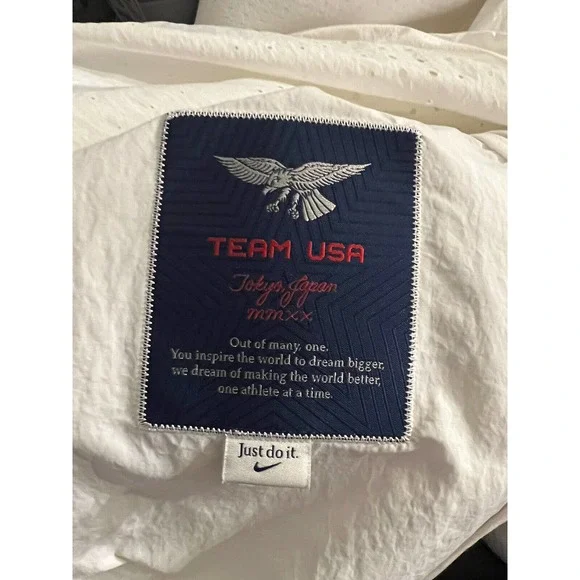 TEAM USA
Tokyo, Japan
MMXX
Out of many, one.
You inspire the world to dream bigger,
we dream of making the world better,
one athlete at a time.
Just do it.